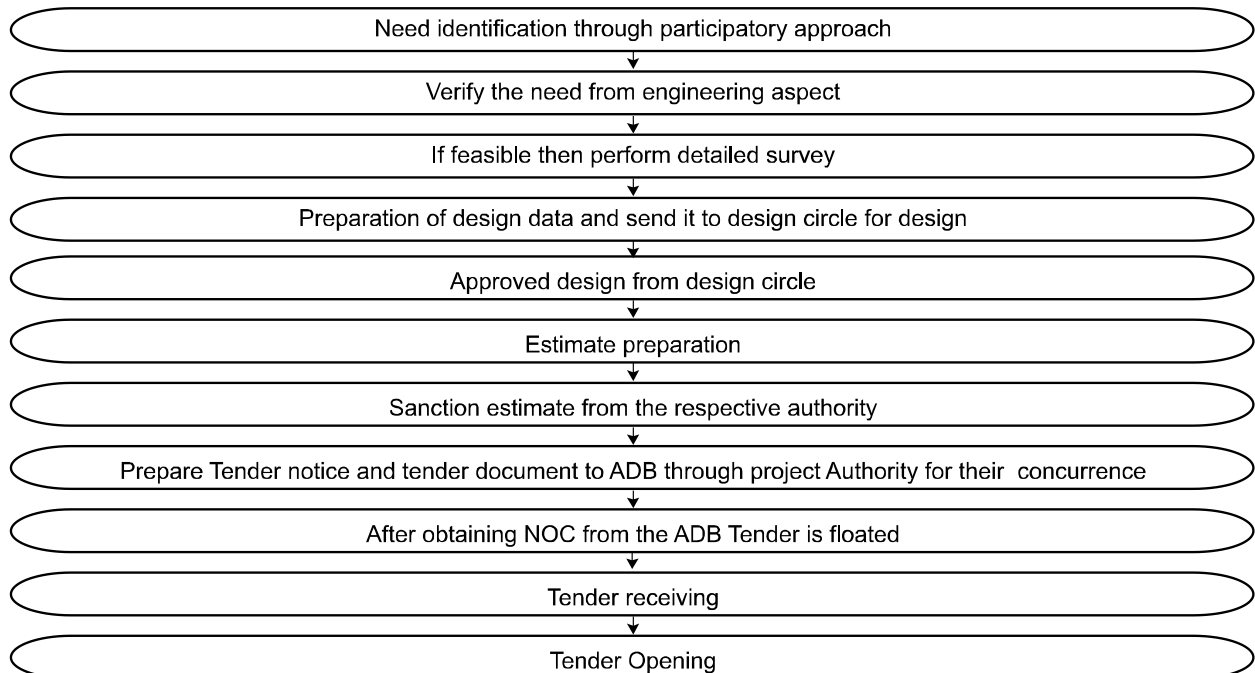 Need identification through participatory approach
Verify the need from engineering aspect
If feasible then perform detailed survey
Preparation of design data and send it to design circle for design
Approved design from design circle
Estimate preparation
Sanction estimate from the respective authority
Prepare Tender notice and tender document to ADB through project Authority for their concurrence
After obtaining NOC from the ADB Tender is floated
Tender receiving
Tender Opening